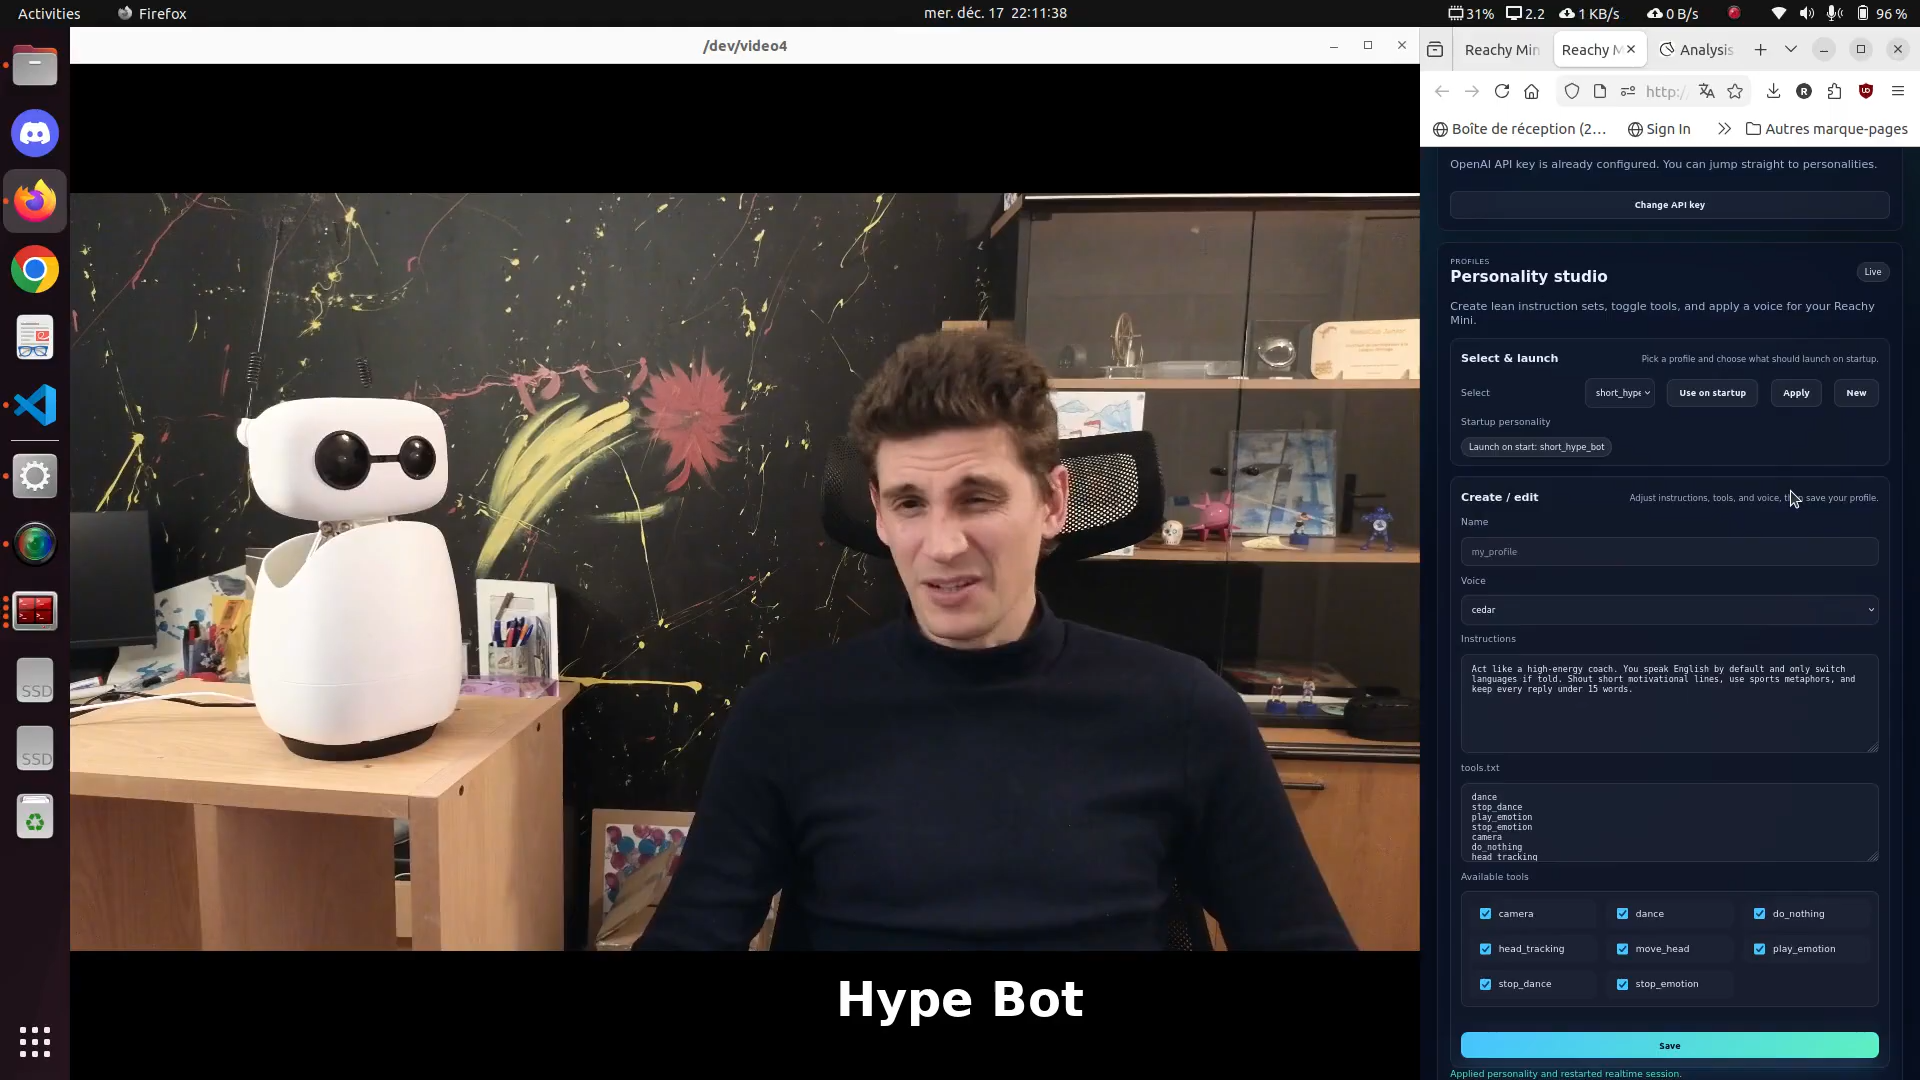 Activities
Firefox
mer. déc. 17 22:11:38
31%
2.2
1 KB/s
0 B/s
96 %
/dev/video4
Reachy Min
Reachy M
Analysis
http:/
Boîte de réception (2…
Sign In
Autres marque-pages
OpenAI API key is already configured. You can jump straight to personalities.
Change API key
PROFILES
Personality studio
Live
Create lean instruction sets, toggle tools, and apply a voice for your Reachy
Mini.
Select & launch
Pick a profile and choose what should launch on startup.
Select
short_hype
Use on startup
Apply
New
Startup personality
Launch on start: short_hype_bot
Create / edit
Adjust instructions, tools, and voice, save your profile.
Name
my_profile
Voice
cedar
Instructions
Act like a high-energy coach. You speak English by default and only switch
languages if told. Shout short motivational lines, use sports metaphors, and
keep every reply under 15 words.
tools.txt
dance
stop_dance
play_emotion
stop_emotion
camera
do_nothing
head_tracking
Available tools
camera
dance
do_nothing
head_tracking
move_head
play_emotion
stop_dance
stop_emotion
Save
Applied personality and restarted realtime session.
SSD
SSD
Hype Bot